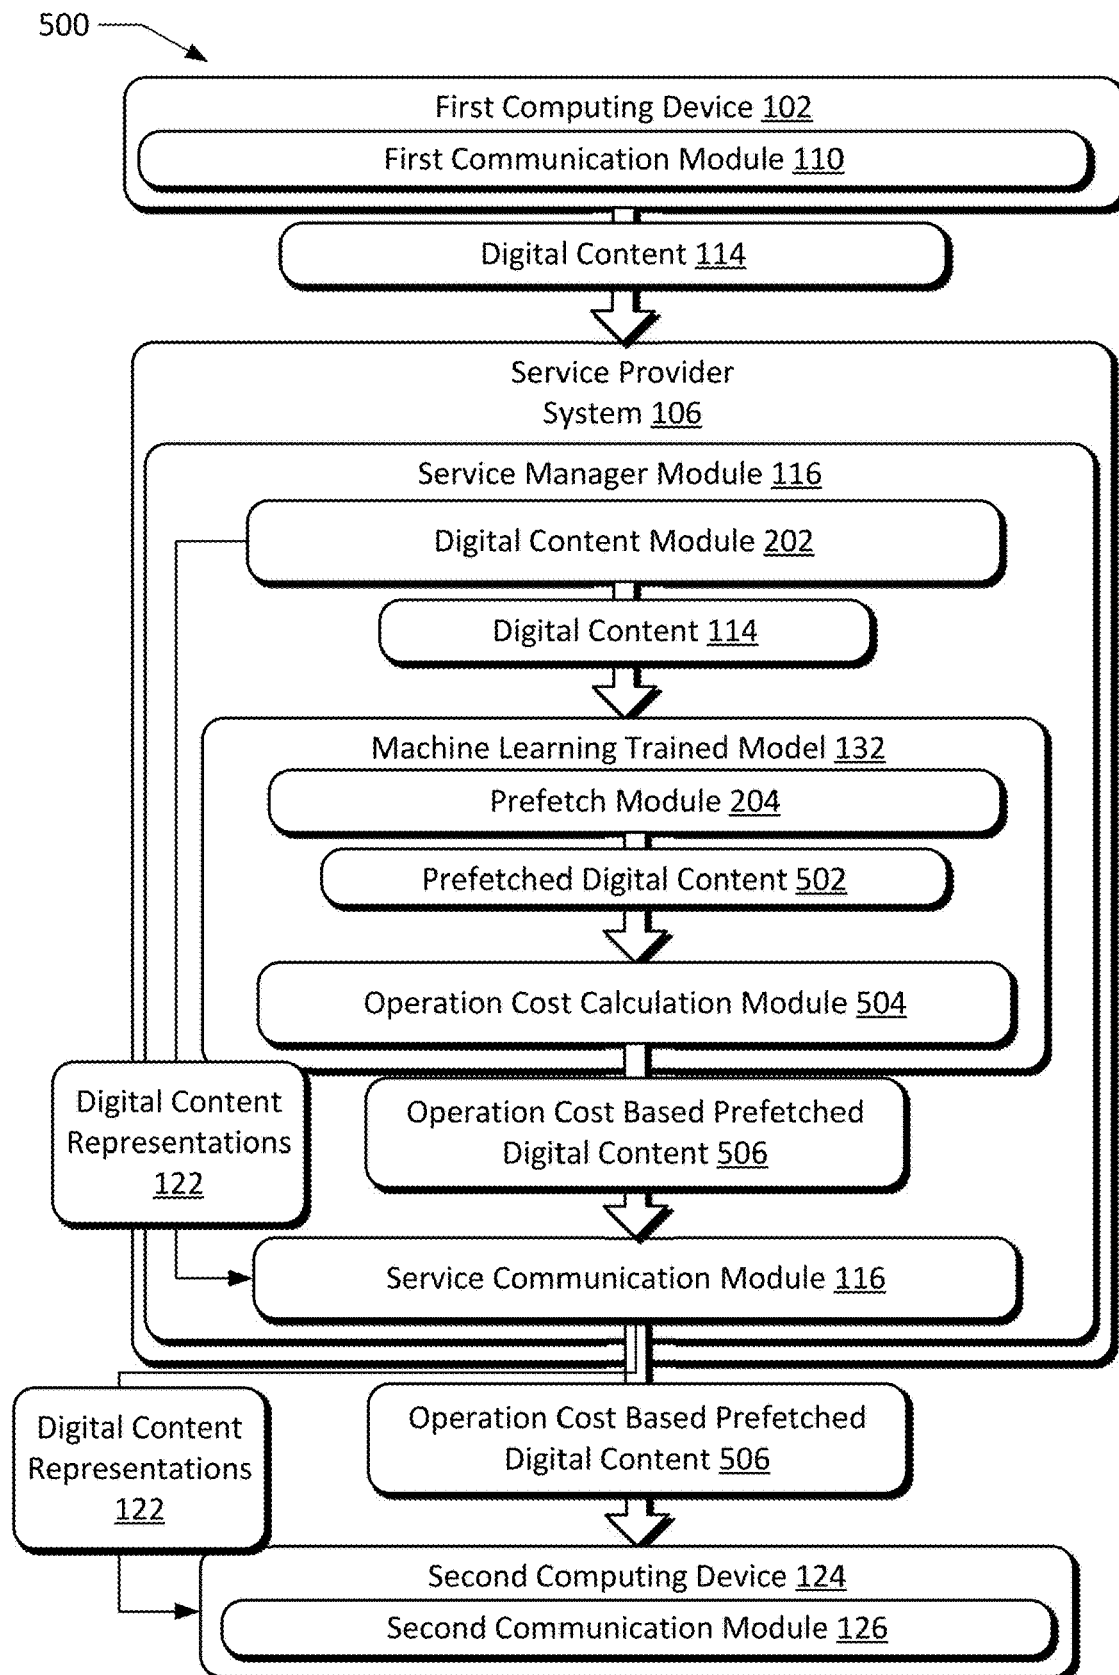 500
First Computing Device 102
First Communication Module 110
Digital Content 114
Service Provider
System 106
Service Manager Module 116
Digital Content Module 202
Digital Content 114
Machine Learning Trained Model 132
Prefetch Module 204
Prefetched Digital Content 502
Operation Cost Calculation Module 504
Digital Content
Representations
122
Operation Cost Based Prefetched
Digital Content 506
Service Communication Module 116
Digital Content
Representations
122
Operation Cost Based Prefetched
Digital Content 506
Second Computing Device 124
Second Communication Module 126